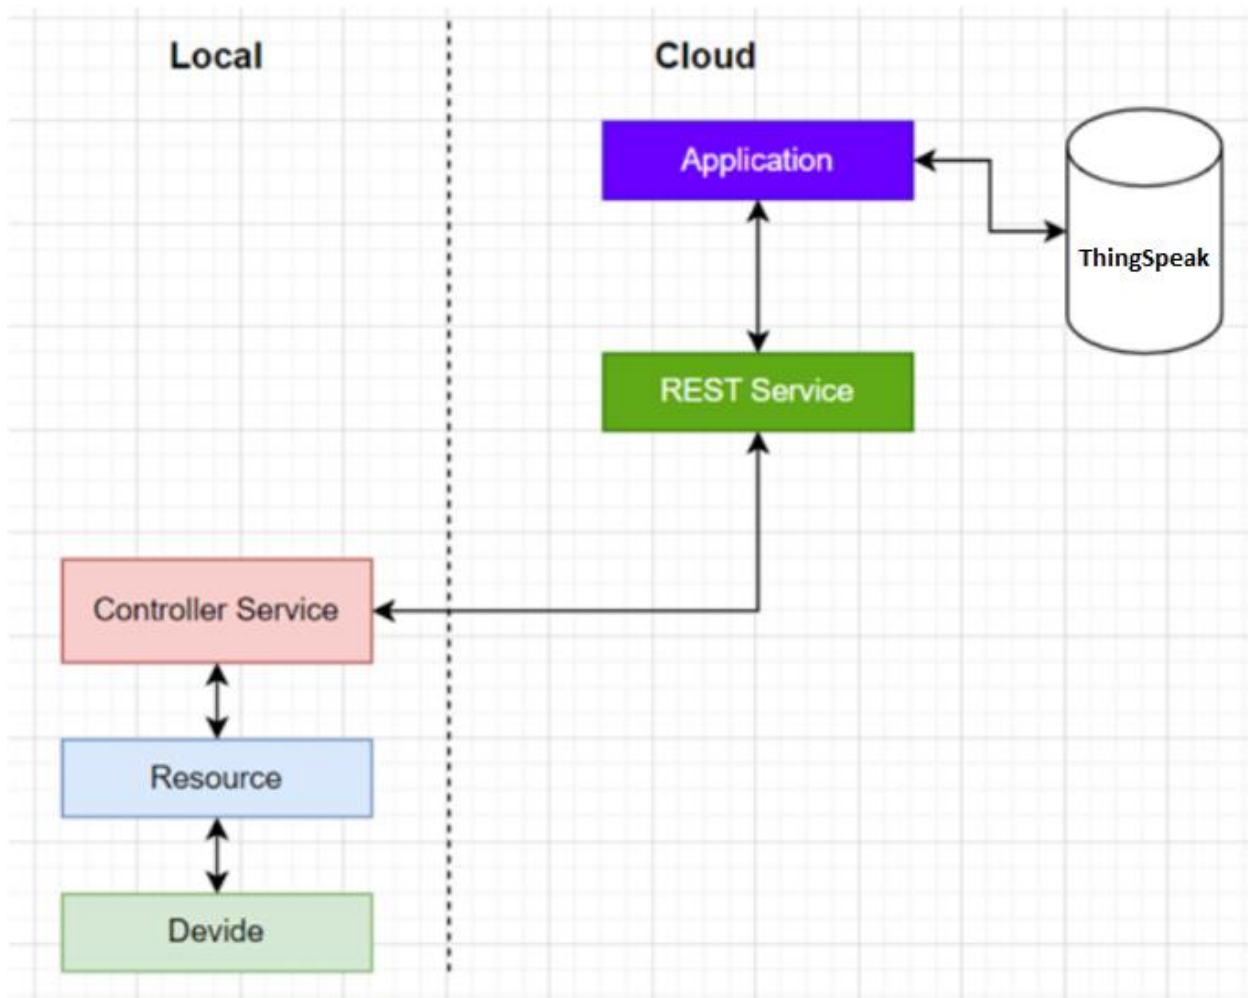 Local
Cloud
Application
ThingSpeak
REST Service
Controller Service
Resource
Devide